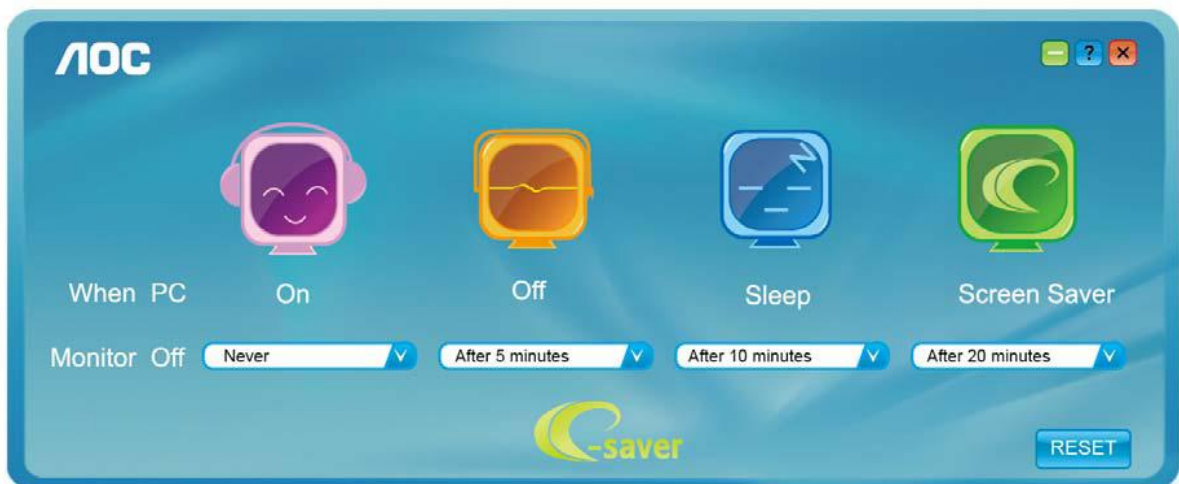 AOC
?
Z
When PC On Off Sleep Screen Saver
Monitor Off Never After 5 minutes After 10 minutes After 20 minutes
e-saver
RESET